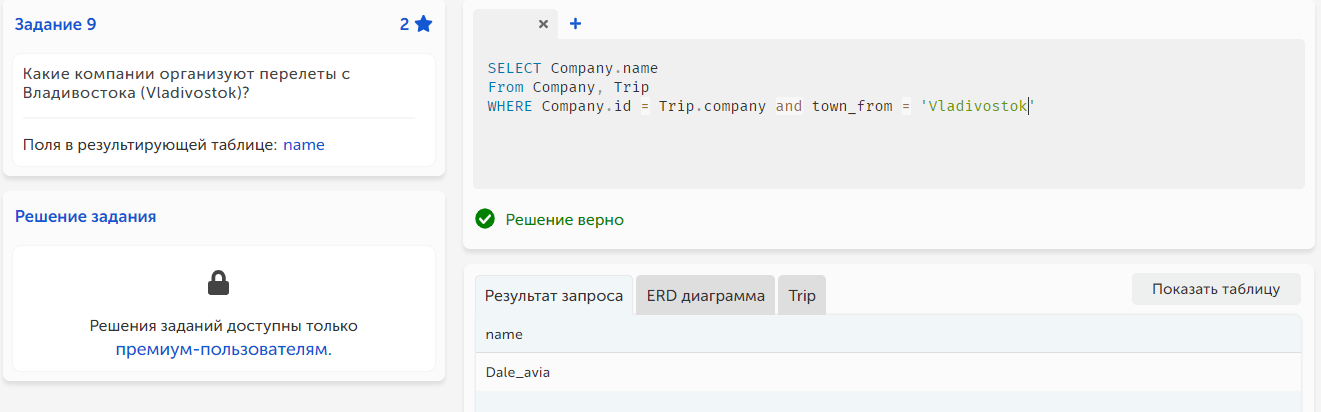 Задание 9
2
Какие компании организуют перелеты с
Владивостока (Vladivostok)?
Поля в результирующей таблице: name
Решение задания
Решения заданий доступны только
премиум-пользователям.
SELECT Company.name
From Company, Trip
WHERE Company.id = Trip.company and town_from = 'Vladivostok'
Решение верно
Результат запроса
ERD диаграмма
Trip
Показать таблицу
name
Dale_avia